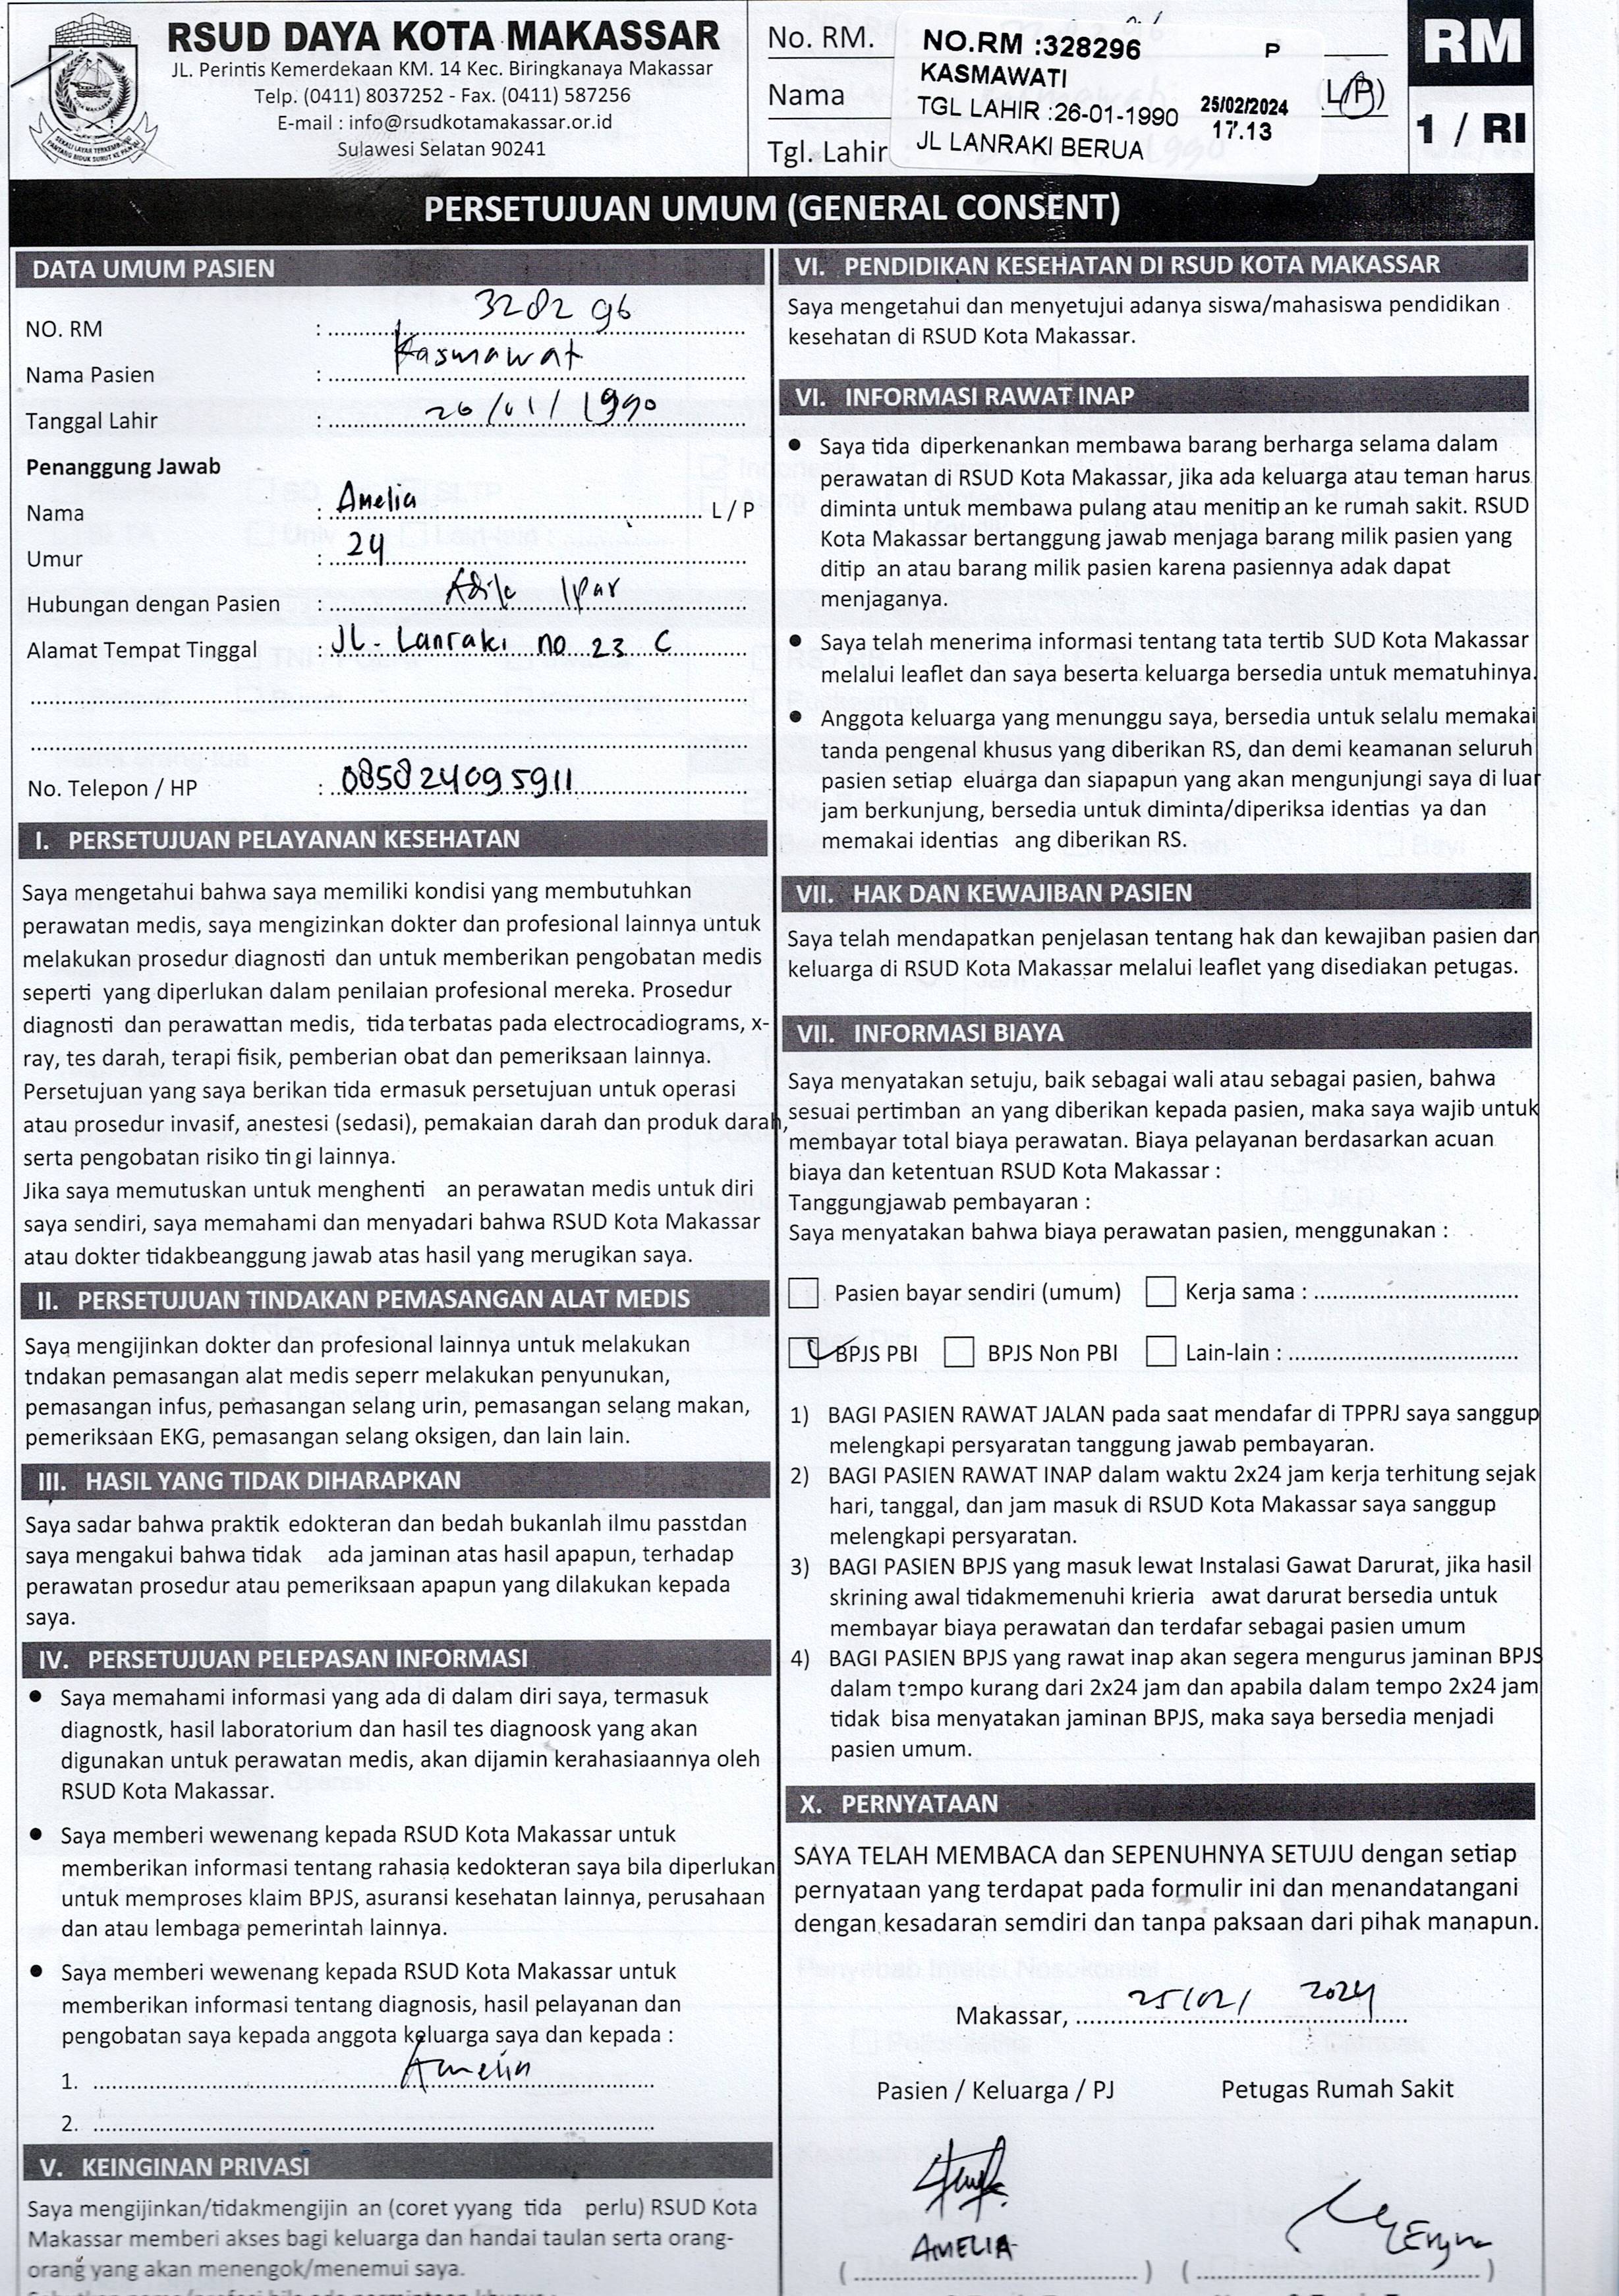 RSUD DAYA KOTA MAKASSAR
JL. Perintis Kemerdekaan KM. 14 Kec. Biringkanaya Makassar
Telp. (0411) 8037252 - Fax. (0411) 587256
E-mail : info@rsudkotamakassar.or.id
Sulawesi Selatan 90241
No. RM.
Nama
(L/P)
Tgl. Lahir
NO.RM :328296 P
KASMAWATI
TGL LAHIR :26-01-1990 25/02/2024
17.13
JL LANRAKI BERUA
RM
1 / RI
PERSETUJUAN UMUM (GENERAL CONSENT)
DATA UMUM PASIEN
NO. RM : 328296
Nama Pasien : Kasmawat
Tanggal Lahir : 26/01/1990
Penanggung Jawab
Nama : Amelia L / P
Umur : 24
Hubungan dengan Pasien : Adik Ipar
Alamat Tempat Tinggal : JL. Lanraki no 23 C
No. Telepon / HP : 085824095911
I. PERSETUJUAN PELAYANAN KESEHATAN
Saya mengetahui bahwa saya memiliki kondisi yang membutuhkan
perawatan medis, saya mengizinkan dokter dan profesional lainnya untuk
melakukan prosedur diagnosti dan untuk memberikan pengobatan medis
seperti yang diperlukan dalam penilaian profesional mereka. Prosedur
diagnosti dan perawattan medis, tida terbatas pada electrocadiograms, x-
ray, tes darah, terapi fisik, pemberian obat dan pemeriksaan lainnya.
Persetujuan yang saya berikan tida ermasuk persetujuan untuk operasi
atau prosedur invasif, anestesi (sedasi), pemakaian darah dan produk darah,
serta pengobatan risiko tin gi lainnya.
Jika saya memutuskan untuk menghenti an perawatan medis untuk diri
saya sendiri, saya memahami dan menyadari bahwa RSUD Kota Makassar
atau dokter tidakbeanggung jawab atas hasil yang merugikan saya.
II. PERSETUJUAN TINDAKAN PEMASANGAN ALAT MEDIS
Saya mengijinkan dokter dan profesional lainnya untuk melakukan
tndakan pemasangan alat medis seperr melakukan penyunukan,
pemasangan infus, pemasangan selang urin, pemasangan selang makan,
pemeriksaan EKG, pemasangan selang oksigen, dan lain lain.
III. HASIL YANG TIDAK DIHARAPKAN
Saya sadar bahwa praktik edokteran dan bedah bukanlah ilmu passtdan
saya mengakui bahwa tidak ada jaminan atas hasil apapun, terhadap
perawatan prosedur atau pemeriksaan apapun yang dilakukan kepada
saya.
IV. PERSETUJUAN PELEPASAN INFORMASI
● Saya memahami informasi yang ada di dalam diri saya, termasuk
diagnostk, hasil laboratorium dan hasil tes diagnoosk yang akan
digunakan untuk perawatan medis, akan dijamin kerahasiaannya oleh
RSUD Kota Makassar.
● Saya memberi wewenang kepada RSUD Kota Makassar untuk
memberikan informasi tentang rahasia kedokteran saya bila diperlukan
untuk memproses klaim BPJS, asuransi kesehatan lainnya, perusahaan
dan atau lembaga pemerintah lainnya.
● Saya memberi wewenang kepada RSUD Kota Makassar untuk
memberikan informasi tentang diagnosis, hasil pelayanan dan
pengobatan saya kepada anggota keluarga saya dan kepada :
1. Amelia
2.
V. KEINGINAN PRIVASI
Saya mengijinkan/tidakmengijin an (coret yyang tida perlu) RSUD Kota
Makassar memberi akses bagi keluarga dan handai taulan serta orang-
orang yang akan menengok/menemui saya.
VI. PENDIDIKAN KESEHATAN DI RSUD KOTA MAKASSAR
Saya mengetahui dan menyetujui adanya siswa/mahasiswa pendidikan
kesehatan di RSUD Kota Makassar.
VI. INFORMASI RAWAT INAP
● Saya tida diperkenankan membawa barang berharga selama dalam
perawatan di RSUD Kota Makassar, jika ada keluarga atau teman harus
diminta untuk membawa pulang atau menitip an ke rumah sakit. RSUD
Kota Makassar bertanggung jawab menjaga barang milik pasien yang
ditip an atau barang milik pasien karena pasiennya adak dapat
menjaganya.
● Saya telah menerima informasi tentang tata tertib SUD Kota Makassar
melalui leaflet dan saya beserta keluarga bersedia untuk mematuhinya.
● Anggota keluarga yang menunggu saya, bersedia untuk selalu memakai
tanda pengenal khusus yang diberikan RS, dan demi keamanan seluruh
pasien setiap eluarga dan siapapun yang akan mengunjungi saya di luar
jam berkunjung, bersedia untuk diminta/diperiksa identias ya dan
memakai identias ang diberikan RS.
VII. HAK DAN KEWAJIBAN PASIEN
Saya telah mendapatkan penjelasan tentang hak dan kewajiban pasien dan
keluarga di RSUD Kota Makassar melalui leaflet yang disediakan petugas.
VII. INFORMASI BIAYA
Saya menyatakan setuju, baik sebagai wali atau sebagai pasien, bahwa
sesuai pertimban an yang diberikan kepada pasien, maka saya wajib untuk
membayar total biaya perawatan. Biaya pelayanan berdasarkan acuan
biaya dan ketentuan RSUD Kota Makassar :
Tanggungjawab pembayaran :
Saya menyatakan bahwa biaya perawatan pasien, menggunakan :
Pasien bayar sendiri (umum) Kerja sama :
BPJS PBI BPJS Non PBI Lain-lain :
1) BAGI PASIEN RAWAT JALAN pada saat mendafar di TPPRJ saya sanggup
melengkapi persyaratan tanggung jawab pembayaran.
2) BAGI PASIEN RAWAT INAP dalam waktu 2x24 jam kerja terhitung sejak
hari, tanggal, dan jam masuk di RSUD Kota Makassar saya sanggup
melengkapi persyaratan.
3) BAGI PASIEN BPJS yang masuk lewat Instalasi Gawat Darurat, jika hasil
skrining awal tidakmemenuhi krieria awat darurat bersedia untuk
membayar biaya perawatan dan terdafar sebagai pasien umum
4) BAGI PASIEN BPJS yang rawat inap akan segera mengurus jaminan BPJS
dalam tempo kurang dari 2x24 jam dan apabila dalam tempo 2x24 jam
tidak bisa menyatakan jaminan BPJS, maka saya bersedia menjadi
pasien umum.
X. PERNYATAAN
SAYA TELAH MEMBACA dan SEPENUHNYA SETUJU dengan setiap
pernyataan yang terdapat pada formulir ini dan menandatangani
dengan kesadaran semdiri dan tanpa paksaan dari pihak manapun.
Makassar, 25/02/ 2024
Pasien / Keluarga / PJ Petugas Rumah Sakit
AMELIA